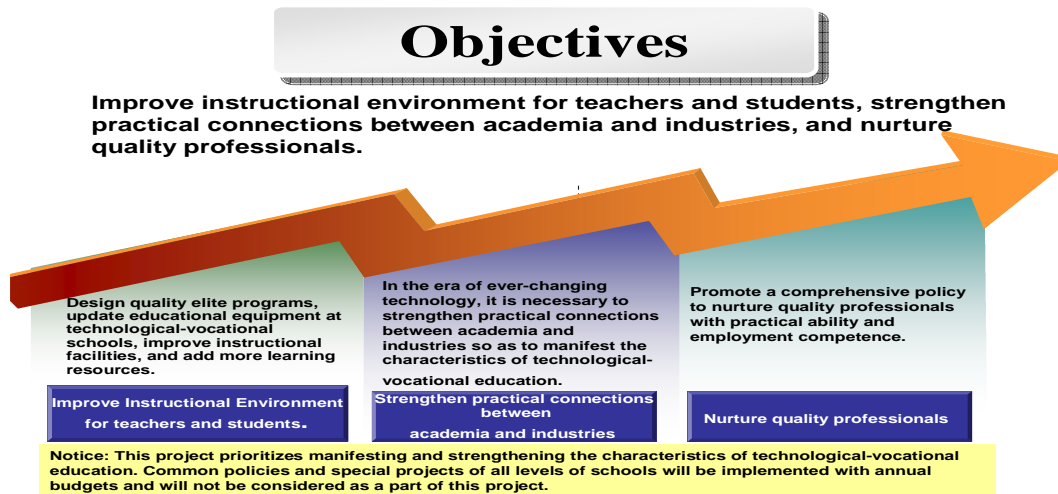 Objectives
Improve instructional environment for teachers and students, strengthen
practical connections between academia and industries, and nurture
quality professionals.
Design quality elite programs,
update educational equipment at
technological-vocational
schools, improve instructional
facilities, and add more learning
resources.
Improve Instructional Environment
for teachers and students.
In the era of ever-changing
technology, it is necessary to
strengthen practical connections
between academia and
industries so as to manifest the
characteristics of technological-
vocational education.
Strengthen practical connections
between
academia and industries
Promote a comprehensive policy
to nurture quality professionals
with practical ability and
employment competence.
Nurture quality professionals
Notice: This project prioritizes manifesting and strengthening the characteristics of technological-vocational
education. Common policies and special projects of all levels of schools will be implemented with annual
budgets and will not be considered as a part of this project.